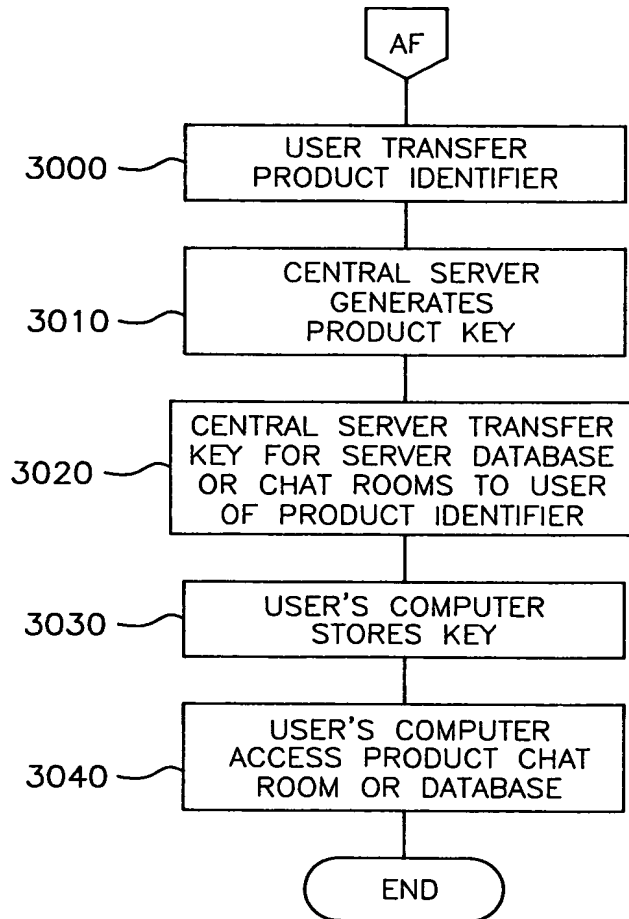 AF
3000
USER TRANSFER
PRODUCT IDENTIFIER
3010
CENTRAL SERVER
GENERATES
PRODUCT KEY
3020
CENTRAL SERVER TRANSFER
KEY FOR SERVER DATABASE
OR CHAT ROOMS TO USER
OF PRODUCT IDENTIFIER
3030
USER'S COMPUTER
STORES KEY
3040
USER'S COMPUTER
ACCESS PRODUCT CHAT
ROOM OR DATABASE
END